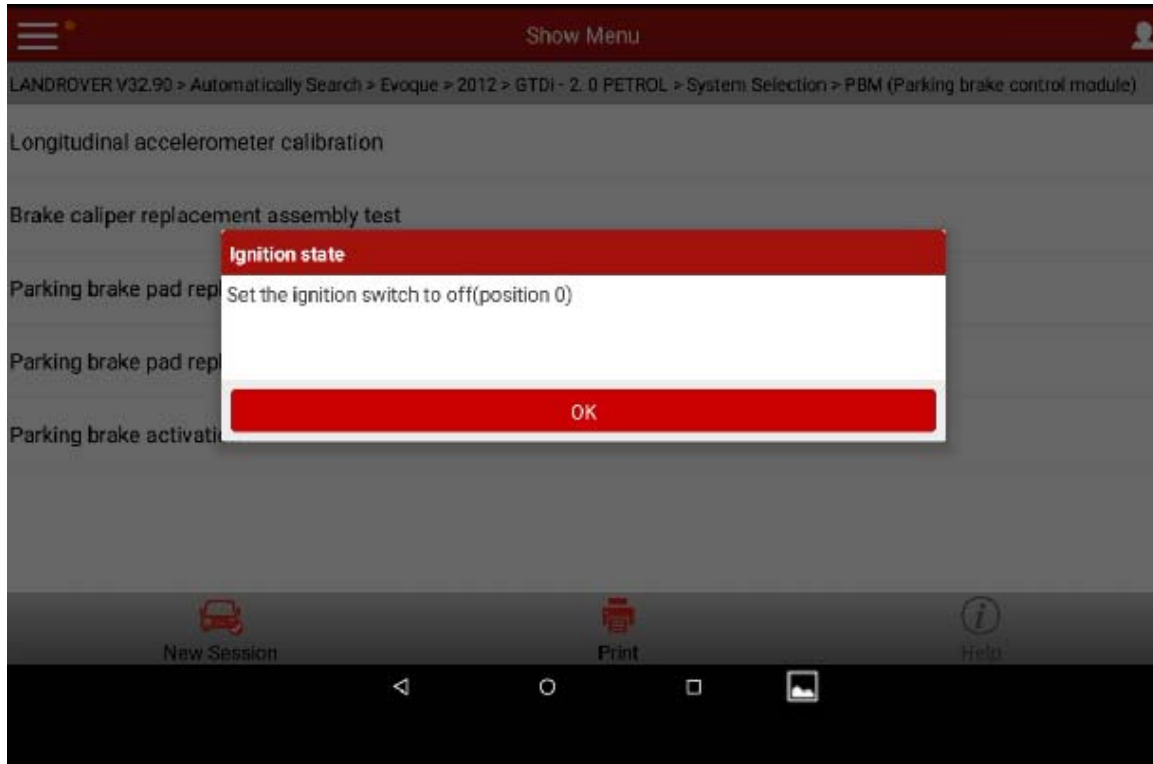 Show Menu
LANDROVER V32.90 > Automatically Search > Evoque > 2012 > GTDi - 2. 0 PETROL > System Selection > PBM (Parking brake control module)
Longitudinal accelerometer calibration
Brake caliper replacement assembly test
Ignition state
Parking brake pad repl
Set the ignition switch to off(position 0)
Parking brake pad repl
OK
Parking brake activati
New Session
Print
Help